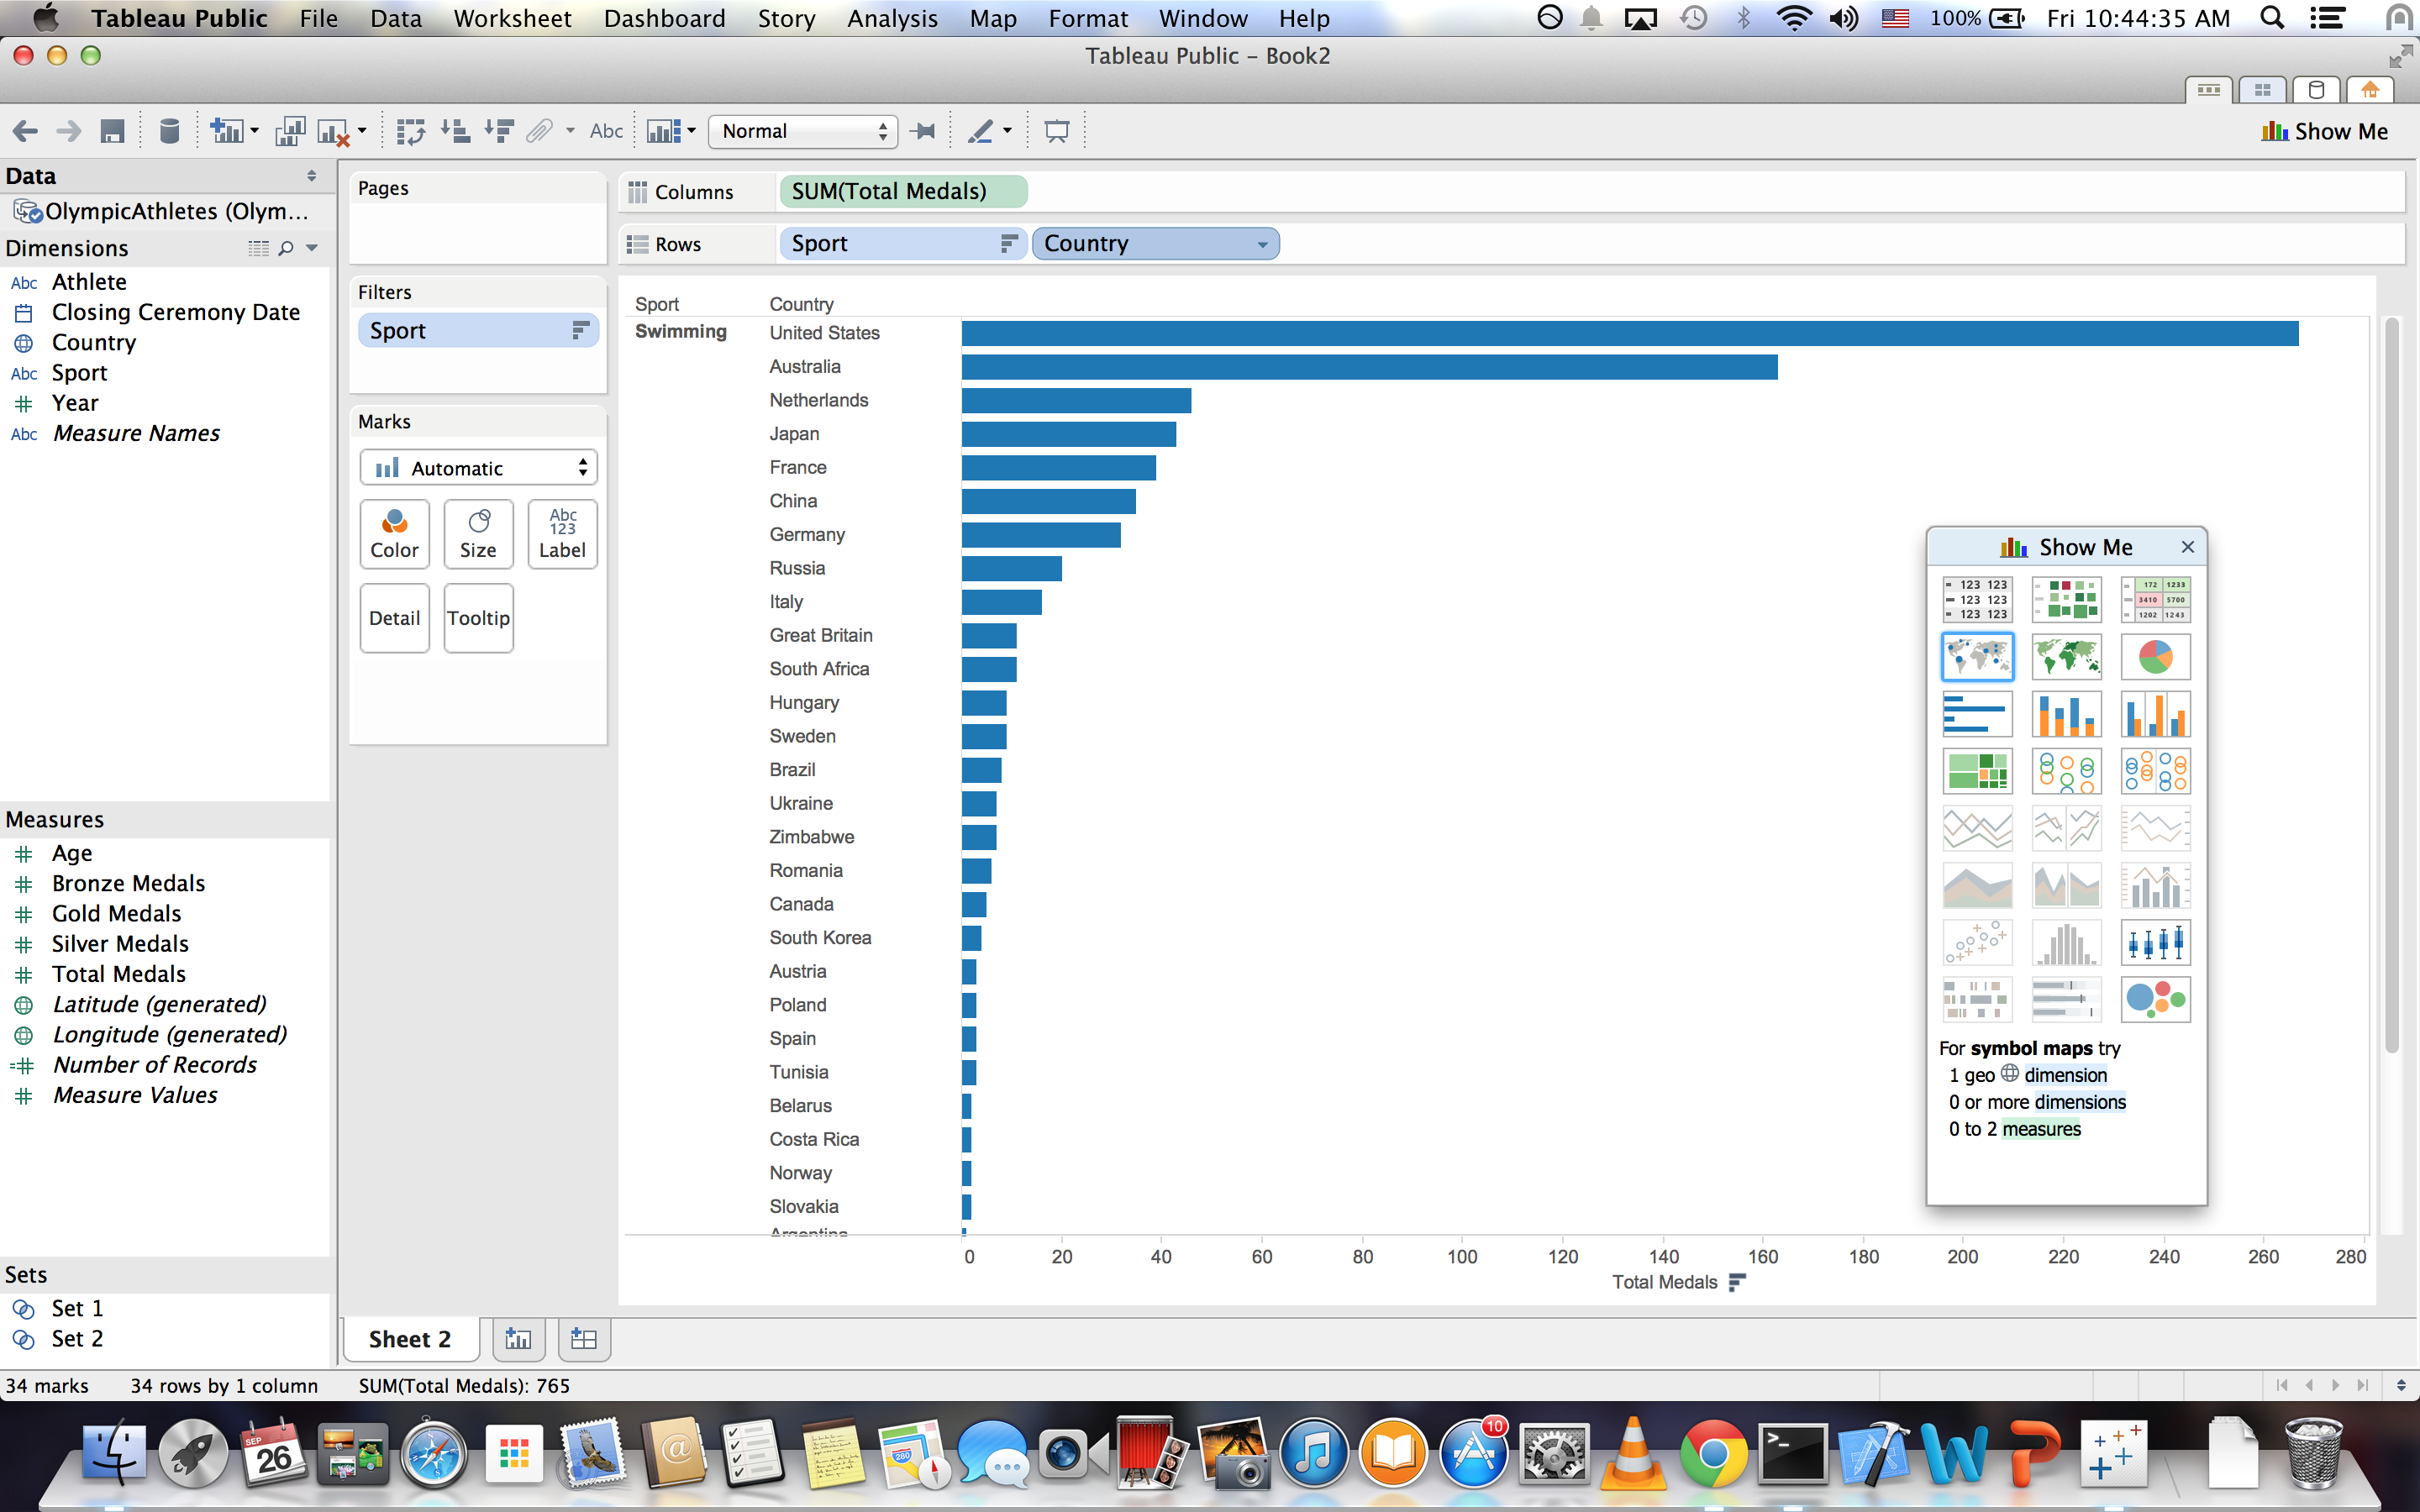 Tableau Public File Data Worksheet Dashboard Story Analysis Map Format Window Help 100% Fri 10:44:35 AM
Tableau Public – Book2
Abc Normal Show Me
Data
OlympicAthletes (Olym...
Dimensions
Abc Athlete
Closing Ceremony Date
Country
Abc Sport
Year
Abc Measure Names
Measures
Age
Bronze Medals
Gold Medals
Silver Medals
Total Medals
Latitude (generated)
Longitude (generated)
Number of Records
Measure Values
Sets
Set 1
Set 2
Pages
Filters
Sport
Marks
Automatic
Color Size Abc 123 Label
Detail Tooltip
Columns SUM(Total Medals)
Rows Sport Country
Sport Country
Swimming United States
Australia
Netherlands
Japan
France
China
Germany
Russia
Italy
Great Britain
South Africa
Hungary
Sweden
Brazil
Ukraine
Zimbabwe
Romania
Canada
South Korea
Austria
Poland
Spain
Tunisia
Belarus
Costa Rica
Norway
Slovakia
Argentina
0 20 40 60 80 100 120 140 160 180 200 220 240 260 280
Total Medals
Show Me
123 123
123 123
123 123
172 1233
3410 5700
1202 1243
For symbol maps try
1 geo dimension
0 or more dimensions
0 to 2 measures
Sheet 2
34 marks 34 rows by 1 column SUM(Total Medals): 765
SEP
26
@
280
10
>_
W
P